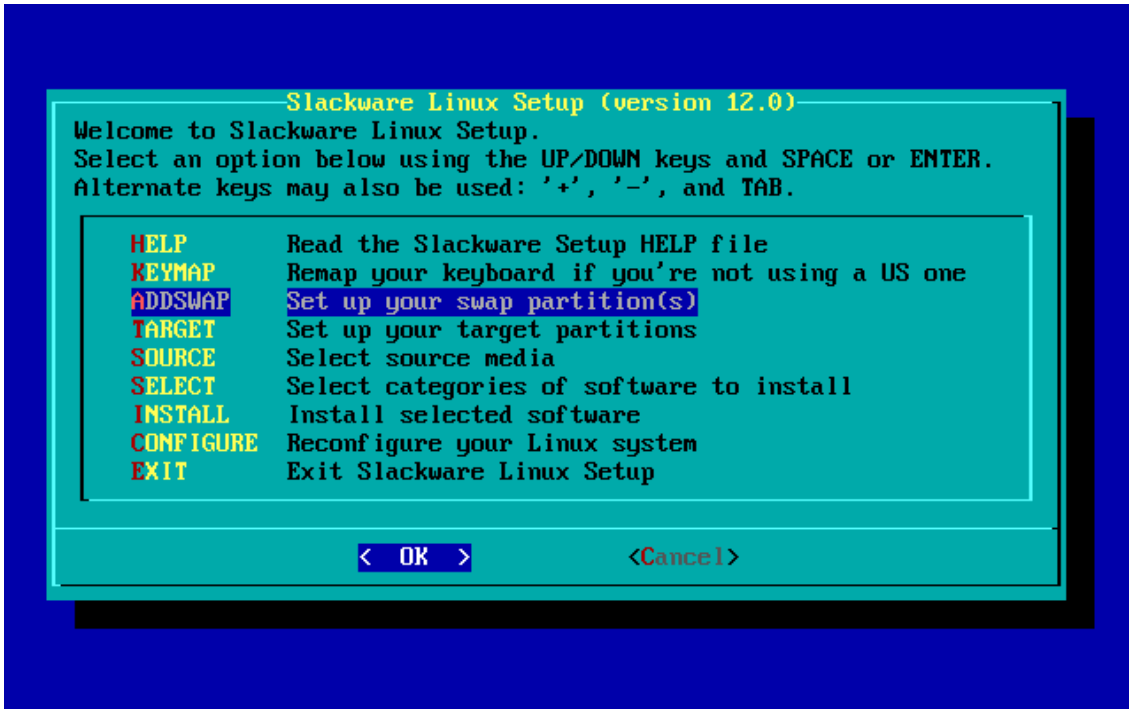 Slackware Linux Setup (version 12.0)
Welcome to Slackware Linux Setup.
Select an option below using the UP/DOWN keys and SPACE or ENTER.
Alternate keys may also be used: '+', '-', and TAB.
HELP Read the Slackware Setup HELP file
KEYMAP Remap your keyboard if you're not using a US one
ADDSWAP Set up your swap partition(s)
TARGET Set up your target partitions
SOURCE Select source media
SELECT Select categories of software to install
INSTALL Install selected software
CONFIGURE Reconfigure your Linux system
EXIT Exit Slackware Linux Setup
< OK > <Cancel>